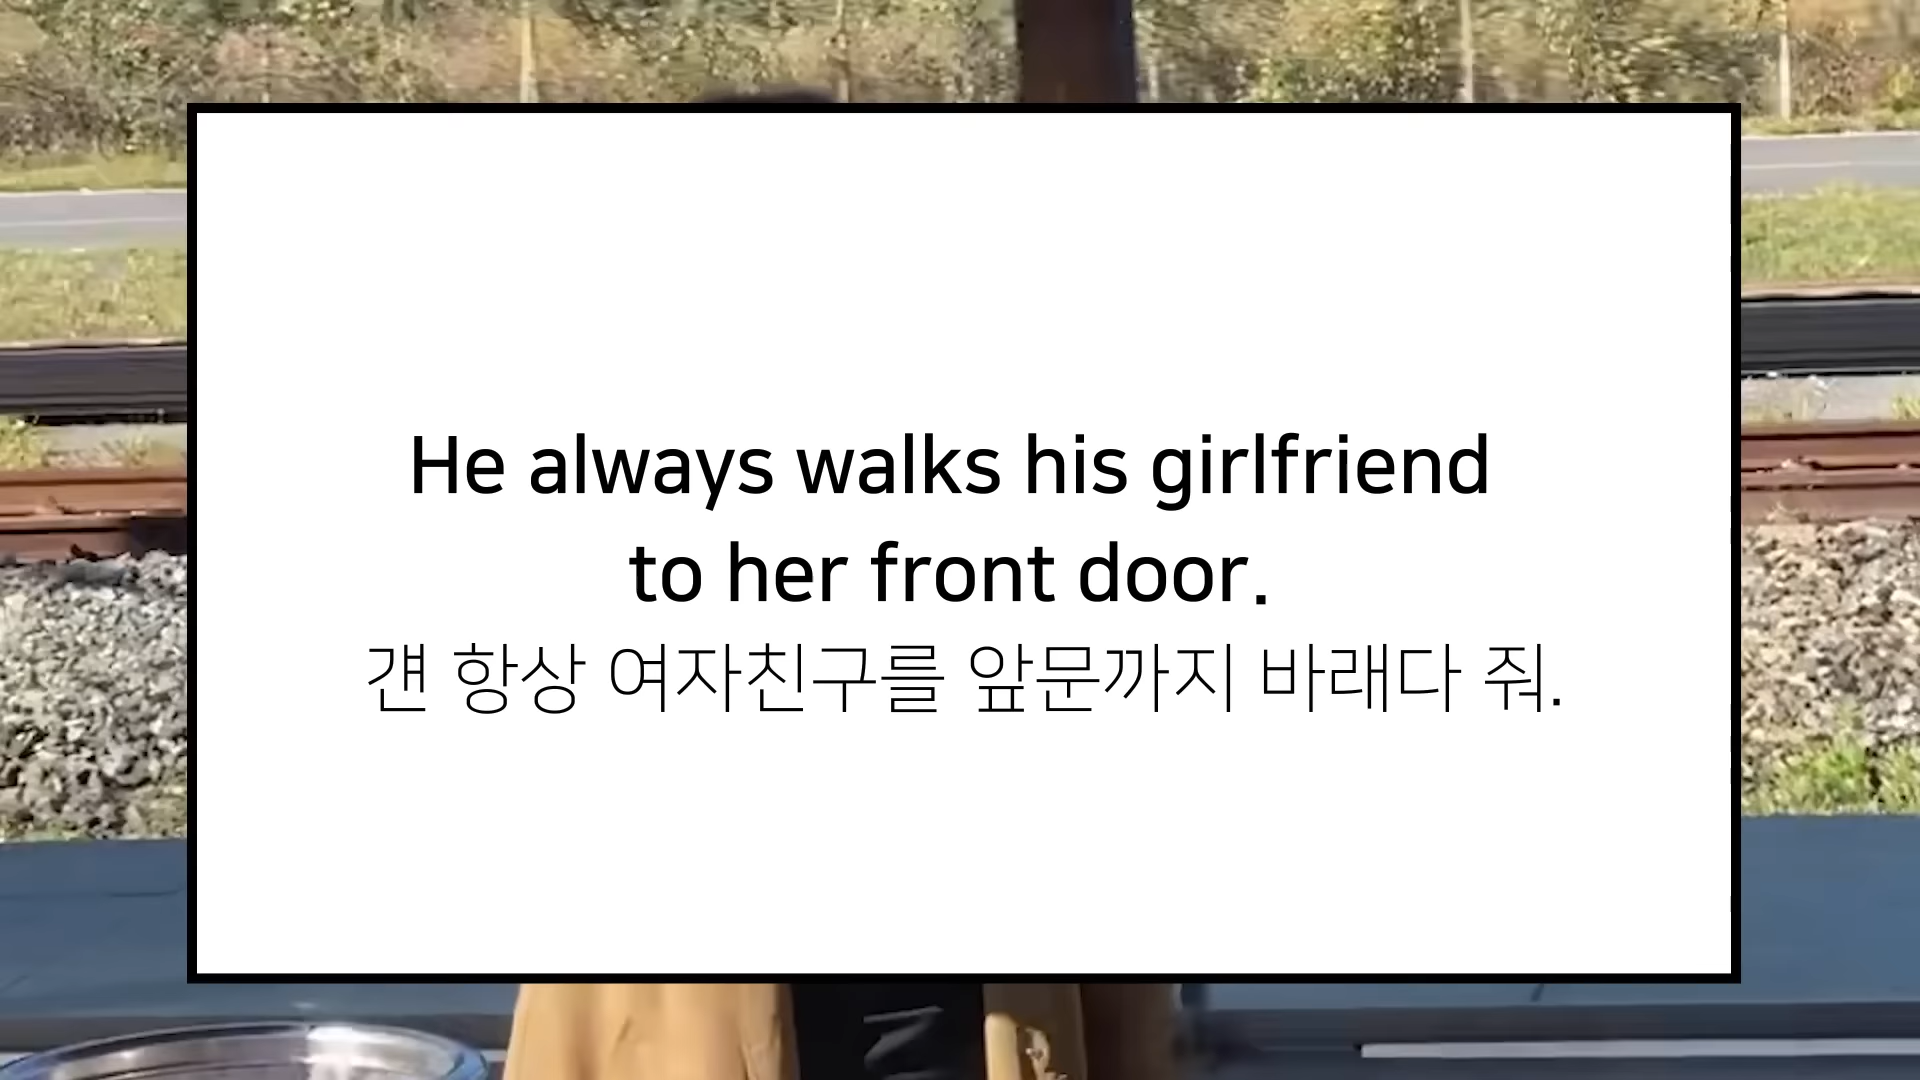 He always walks his girlfriend
to her front door.
걘 항상 여자친구를 앞문까지 바래다 줘.